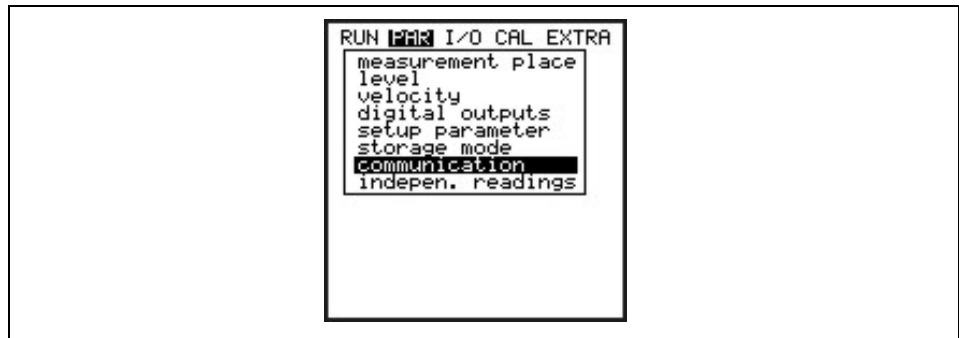 RUN PAR I/O CAL EXTRA
measurement place
level
velocity
digital outputs
setup parameter
storage mode
communication
indepen. readings